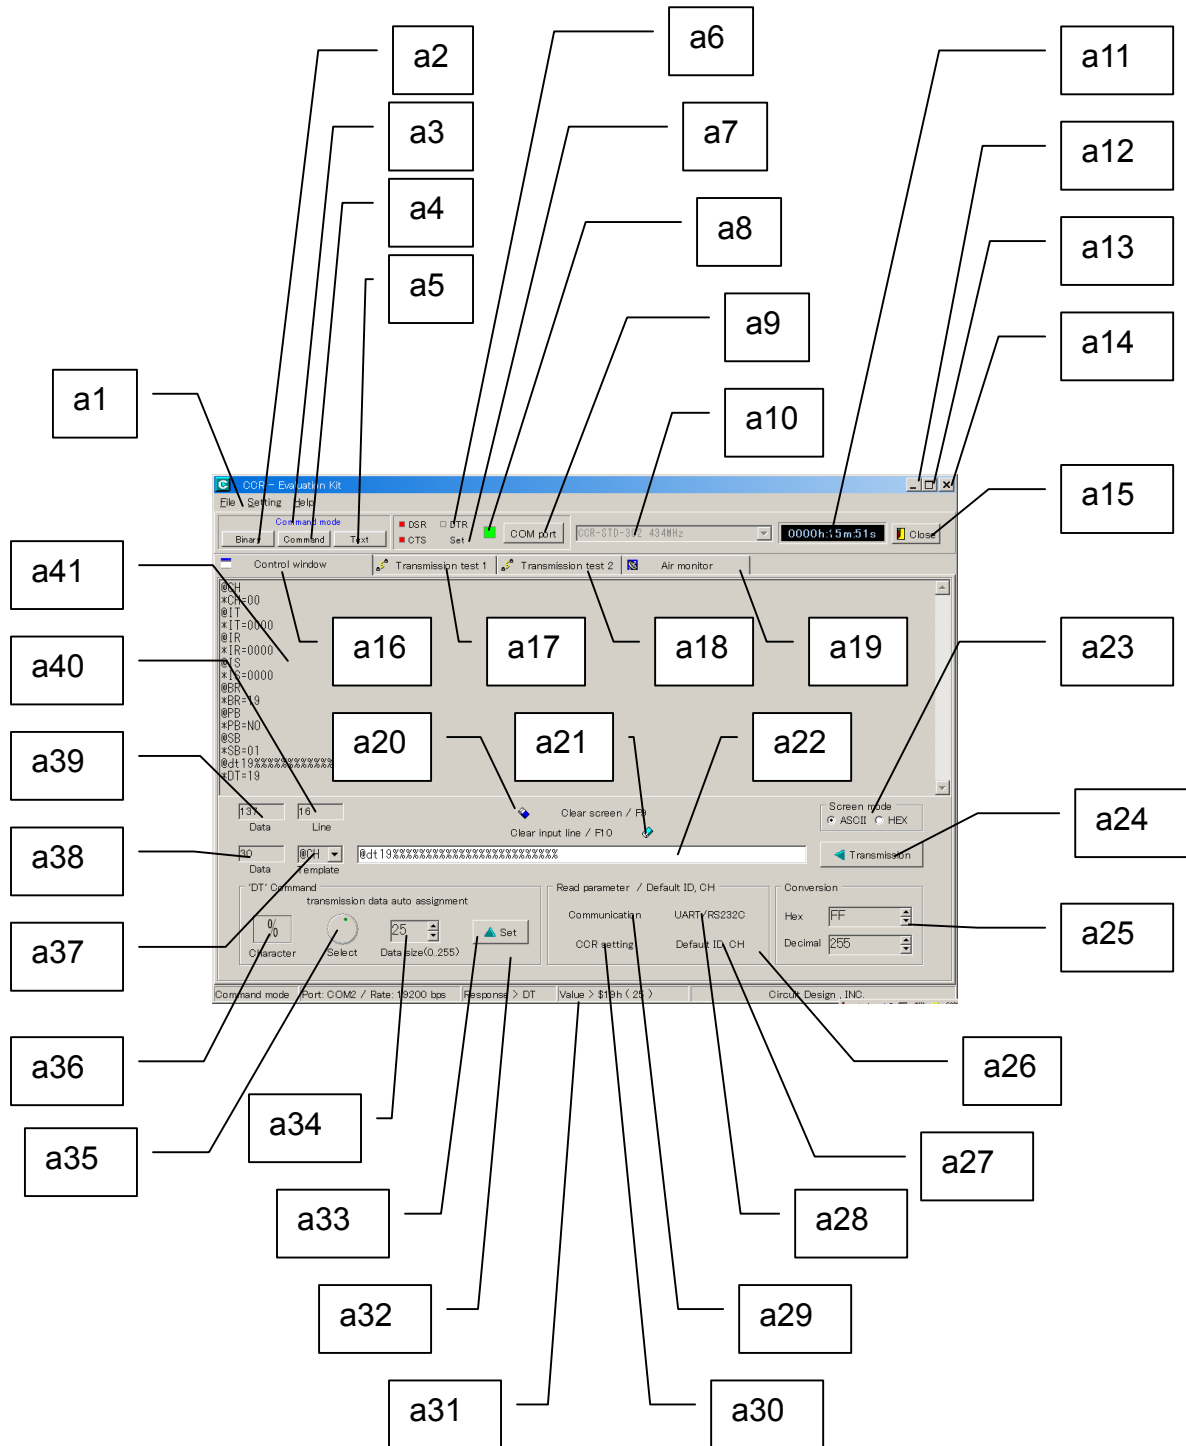 a6
a2
a11
a3
a7
a12
a4
a8
a13
a5
a9
a14
a1
a10
CCR - Evaluation Kit
File Setting Help
a15
Command mode
DSR DTR
CCR-STD-302 434MHz
0000h:15m:51s
Close
Binary Command Text
CTS Set
COM port
Control window Transmission test 1 Transmission test 2 Air monitor
a41
@CH
*CH=00
@IT
*IT=0000
@IR
*IR=0000
@IS
*IS=0000
@BR
*BR=19
@PB
*PB=NO
@SB
*SB=01
@dt19%%%%%%%%%%%%
*DT=19
a16
a17
a18
a19
a23
a40
a20
a21
a22
a39
137 16
Data Line
Clear screen / F9
Clear input line / F10
Screen mode
ASCII HEX
a24
a38
30 @CH @dt19%%%%%%%%%%%%%%%%%%%%%%%%%
Transmission
Data Template
'DT' Command
transmission data auto assignment
% 25 Set
Character Select Data size(0..255)
Read parameter / Default ID, CH
Communication UART/RS232C
CCR setting Default ID, CH
Conversion
Hex FF
Decimal 255
a25
a37
Command mode Port: COM2 / Rate: 19200 bps Response > DT Value > $19h ( 25 ) Circuit Design , INC.
a36
a26
a34
a35
a27
a33
a28
a32
a29
a31
a30